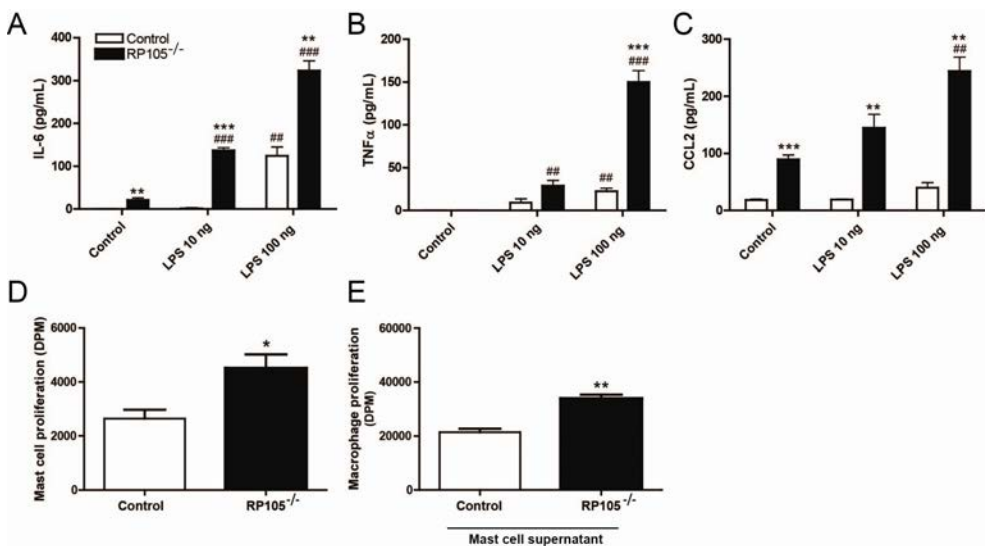 A
IL-6 (pg/mL)
400
300
200
100
0
Control
RP105-/-
**
***
###
##
**
###
Control
LPS 10 ng
LPS 100 ng
B
TNFα (pg/mL)
200
150
100
50
0
##
##
***
###
Control
LPS 10 ng
LPS 100 ng
C
CCL2 (pg/mL)
300
200
100
0
***
**
**
##
Control
LPS 10 ng
LPS 100 ng
D
Mast cell proliferation (DPM)
6000
4000
2000
0
*
Control
RP105-/-
E
Macrophage proliferation
(DPM)
60000
40000
20000
0
**
Control
RP105-/-
Mast cell supernatant